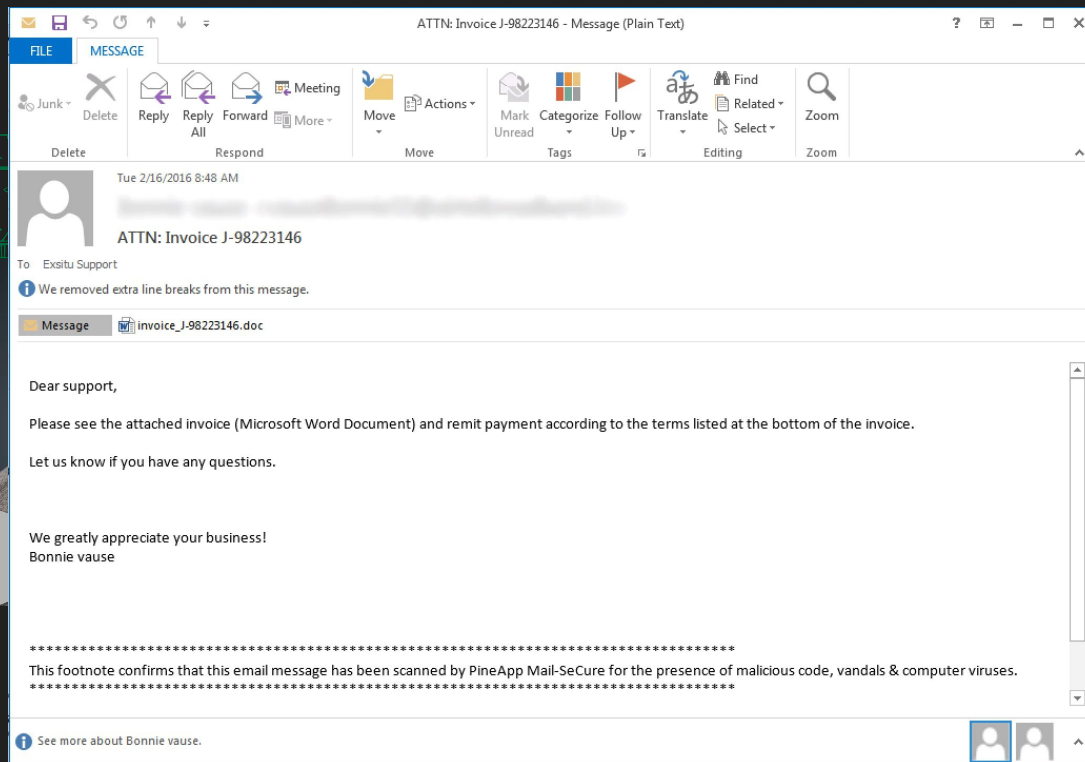 ATTN: Invoice J-98223146 - Message (Plain Text)
?
FILE
MESSAGE
Junk
Delete
Reply
Reply All
Forward
Meeting
More
Move
Actions
Mark Unread
Categorize
Follow Up
Translate
Find
Related
Select
Zoom
Delete
Respond
Move
Tags
Editing
Zoom
Tue 2/16/2016 8:48 AM
ATTN: Invoice J-98223146
To Exsitu Support
We removed extra line breaks from this message.
Message
invoice_J-98223146.doc
Dear support,
Please see the attached invoice (Microsoft Word Document) and remit payment according to the terms listed at the bottom of the invoice.
Let us know if you have any questions.
We greatly appreciate your business!
Bonnie vause
*************************************************************************************
This footnote confirms that this email message has been scanned by PineApp Mail-SeCure for the presence of malicious code, vandals & computer viruses.
*************************************************************************************
See more about Bonnie vause.